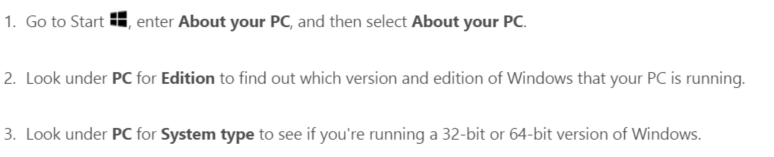 1. Go to Start , enter About your PC, and then select About your PC.
2. Look under PC for Edition to find out which version and edition of Windows that your PC is running.
3. Look under PC for System type to see if you're running a 32-bit or 64-bit version of Windows.